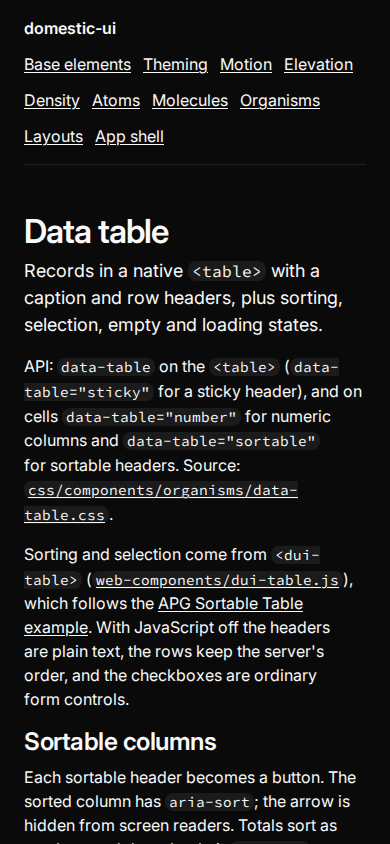 domestic-ui
Base elements Theming Motion Elevation
Density Atoms Molecules Organisms
Layouts App shell
Data table
Records in a native <table> with a
caption and row headers, plus sorting,
selection, empty and loading states.
API: data-table on the <table> (data-
table="sticky" for a sticky header), and on
cells data-table="number" for numeric
columns and data-table="sortable"
for sortable headers. Source:
css/components/organisms/data-
table.css.
Sorting and selection come from <dui-
table> (web-components/dui-table.js),
which follows the APG Sortable Table
example. With JavaScript off the headers
are plain text, the rows keep the server's
order, and the checkboxes are ordinary
form controls.
Sortable columns
Each sortable header becomes a button. The
sorted column has aria-sort; the arrow is
hidden from screen readers. Totals sort as